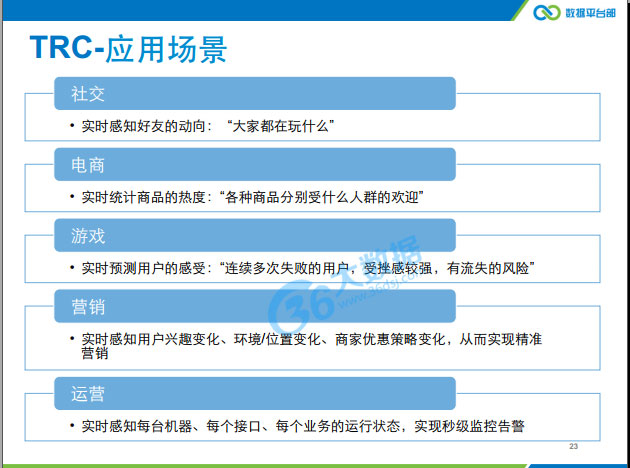 数据平台部
TRC-应用场景
社交
• 实时感知好友的动向：“大家都在玩什么”
电商
• 实时统计商品的热度：“各种商品分别受什么人群的欢迎”
游戏
• 实时预测用户的感受：“连续多次失败的用户，受挫感较强，有流失的风险”
36大数据
www.36dsj.com
营销
• 实时感知用户兴趣变化、环境/位置变化、商家优惠策略变化，从而实现精准
营销
运营
• 实时感知每台机器、每个接口、每个业务的运行状态，实现秒级监控告警
23